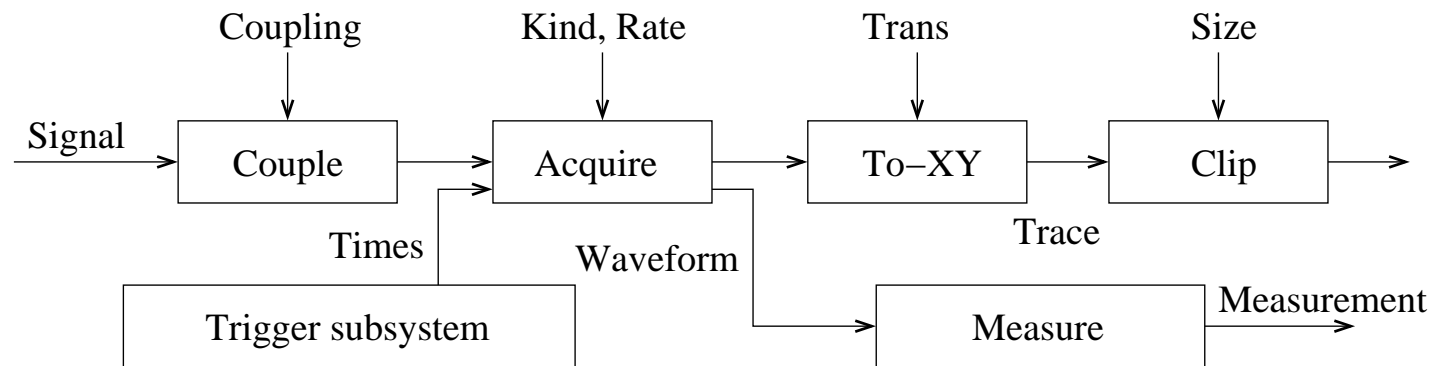 Coupling
Kind, Rate
Trans
Size
Signal
Couple
Acquire
To−XY
Clip
Times
Waveform
Trace
Trigger subsystem
Measure
Measurement